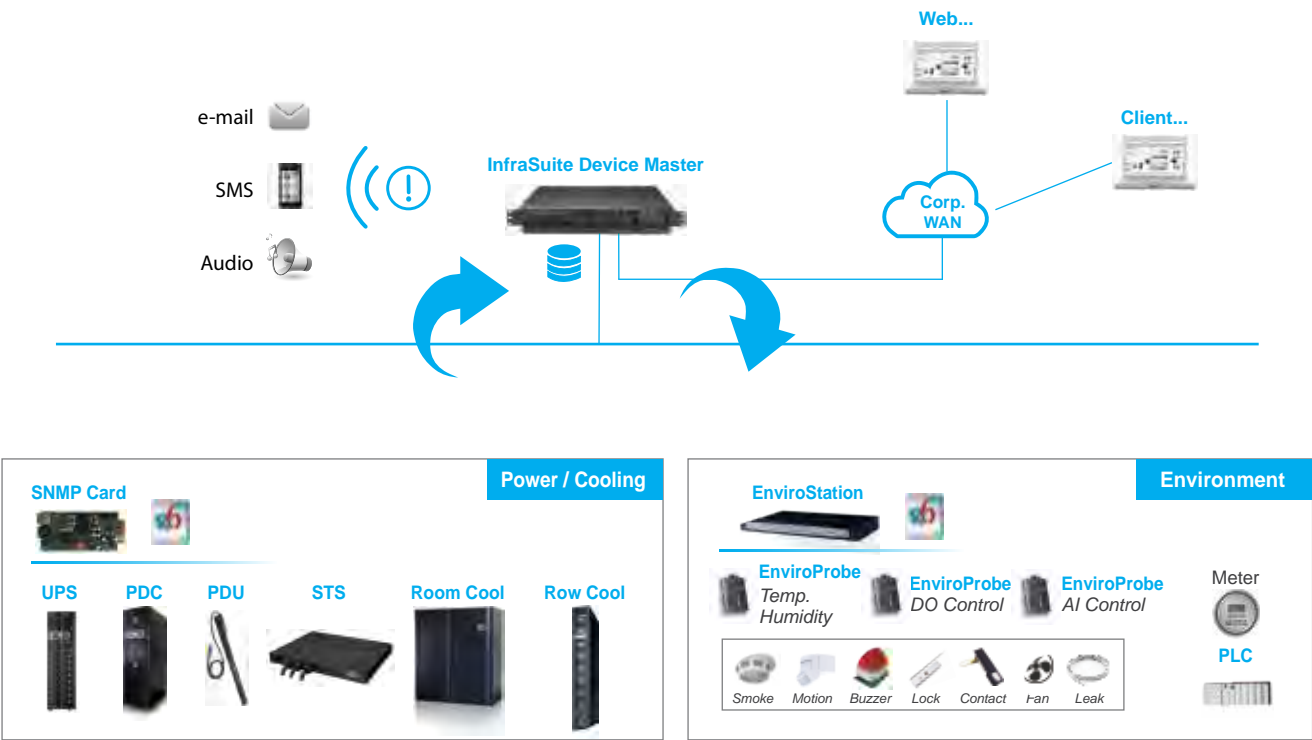 Web...
Client...
e-mail
SMS
Audio
InfraSuite Device Master
Corp.
WAN
Power / Cooling
SNMP Card
UPS
PDC
PDU
STS
Room Cool
Row Cool
Environment
EnviroStation
EnviroProbe
Temp.
Humidity
EnviroProbe
DO Control
EnviroProbe
AI Control
Meter
PLC
Smoke
Motion
Buzzer
Lock
Contact
Fan
Leak